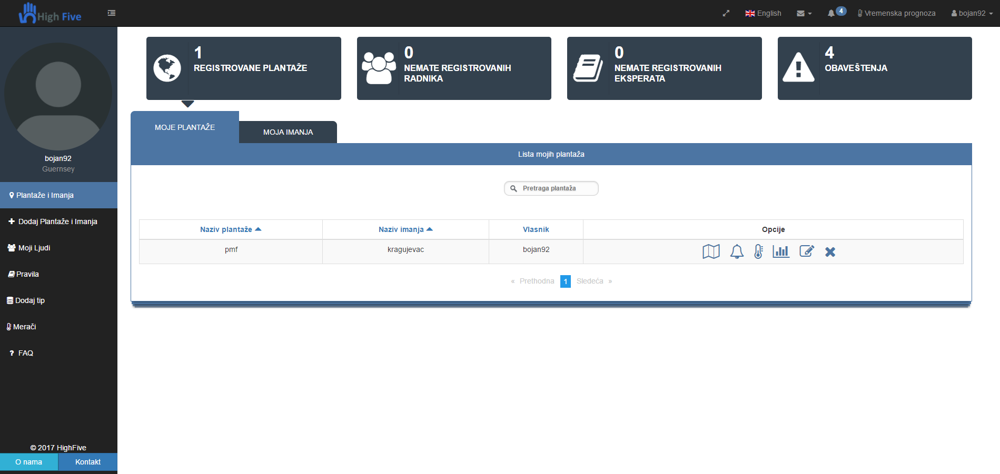 High Five
English
4
Vremenska prognoza
bojan92
bojan92
Guernsey
Plantaže i Imanja
Dodaj Plantaže i Imanja
Moji Ljudi
Pravila
Dodaj tip
Merači
? FAQ
© 2017 HighFive
O nama
Kontakt
1
REGISTROVANE PLANTAŽE
0
NEMATE REGISTROVANIH
RADNIKA
0
NEMATE REGISTROVANIH
EKSPERATA
4
OBAVEŠTENJA
MOJE PLANTAŽE
MOJA IMANJA
Lista mojih plantaža
Pretraga plantaža
Naziv plantaže
Naziv imanja
Vlasnik
Opcije
pmf
kragujevac
bojan92
« Prethodna 1 Sledeća »